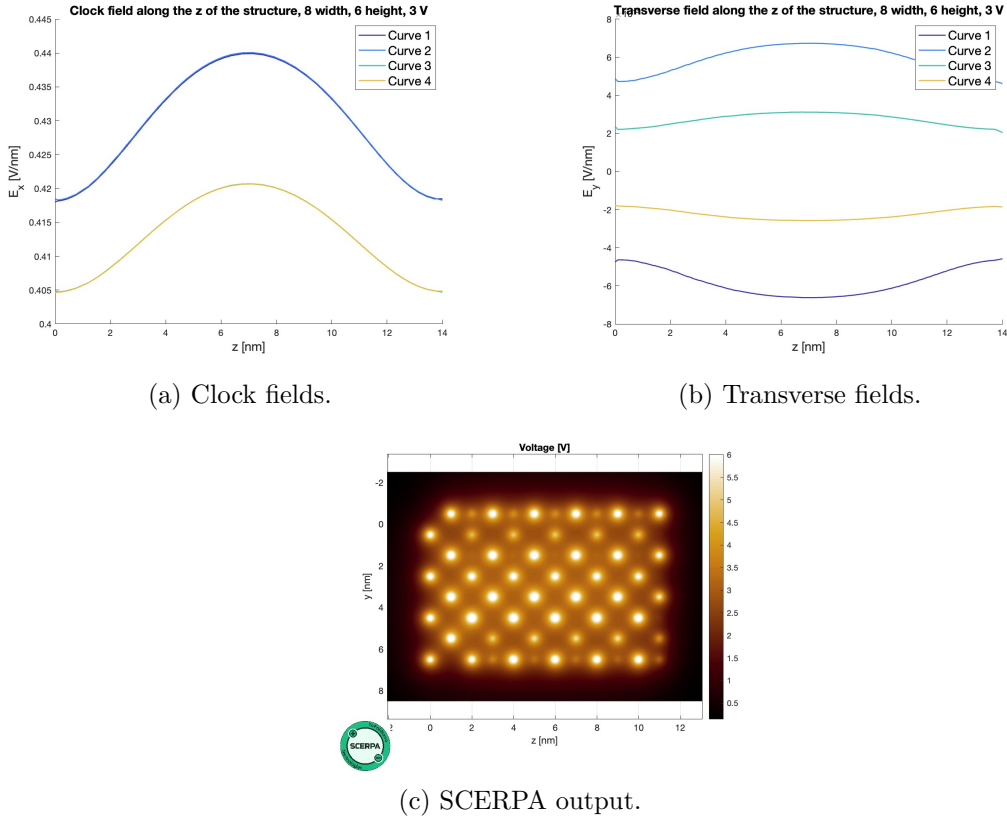 Clock field along the z of the structure, 8 width, 6 height, 3 V
0.445
0.44
0.435
0.43
0.425
0.42
0.415
0.41
0.405
0.4
E_x [V/nm]
0 2 4 6 8 10 12 14
z [nm]
Curve 1
Curve 2
Curve 3
Curve 4
(a) Clock fields.
Transverse field along the z of the structure, 8 width, 6 height, 3 V
8
6
4
2
0
-2
-4
-6
-8
E_y [V/nm]
0 2 4 6 8 10 12 14
z [nm]
Curve 1
Curve 2
Curve 3
Curve 4
(b) Transverse fields.
Voltage [V]
-2
0
2
4
6
8
y [nm]
0 2 4 6 8 10 12
z [nm]
6
5.5
5
4.5
4
3.5
3
2.5
2
1.5
1
0.5
SCERPA
(c) SCERPA output.